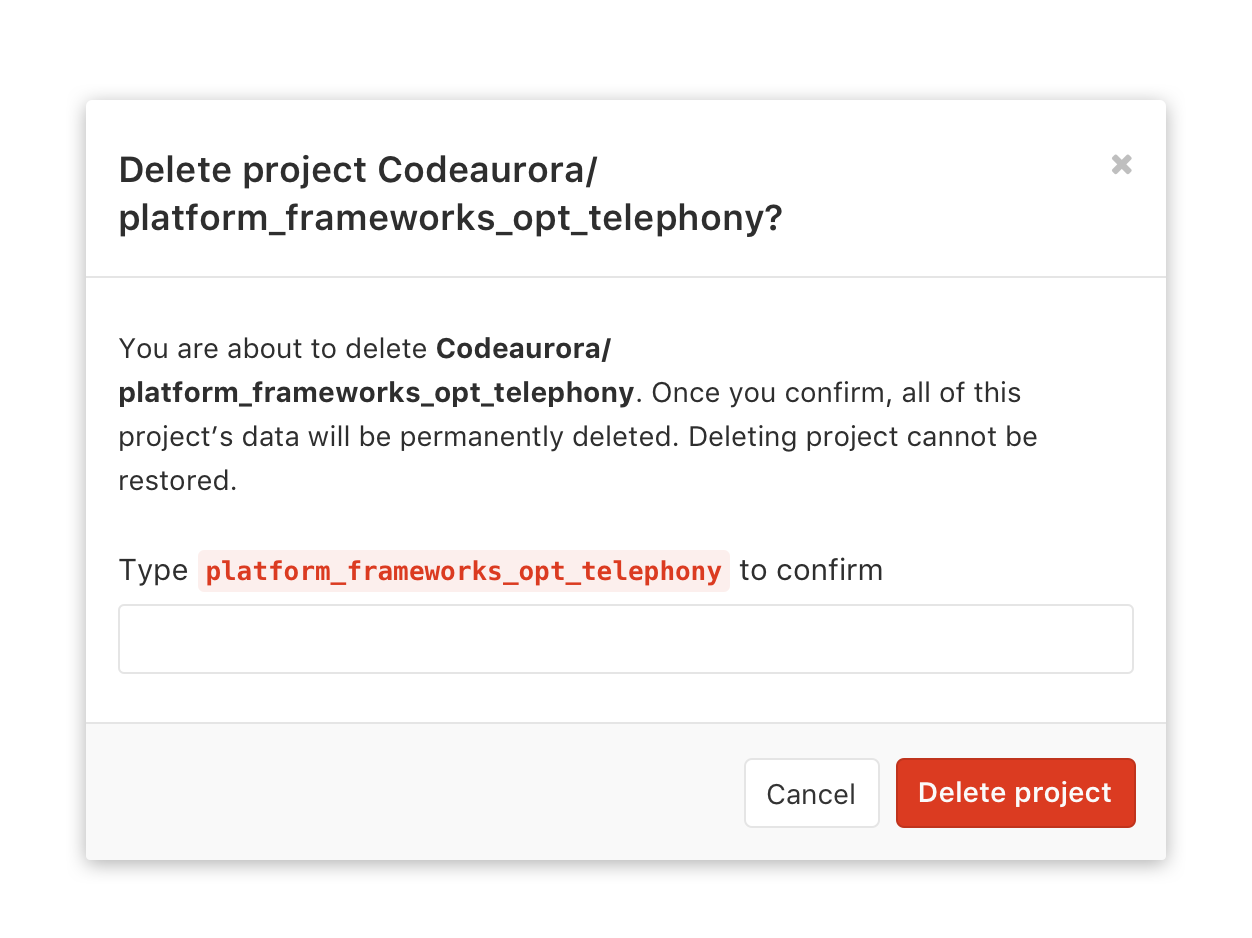 Delete project Codeaurora/
platform_frameworks_opt_telephony?
You are about to delete Codeaurora/
platform_frameworks_opt_telephony. Once you confirm, all of this
project’s data will be permanently deleted. Deleting project cannot be
restored.
Type platform_frameworks_opt_telephony to confirm
Cancel Delete project